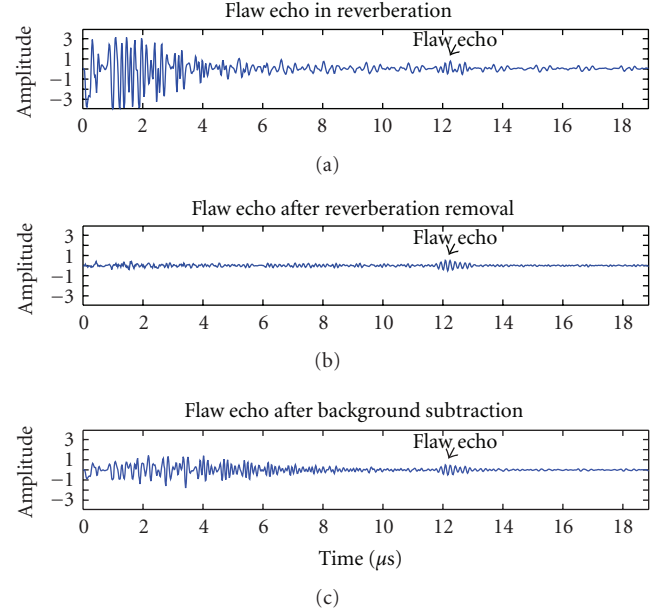 (a)
Flaw echo in reverberation
Amplitude
3
1
−1
−3
Flaw echo
0 2 4 6 8 10 12 14 16 18
(a)
Flaw echo after reverberation removal
Amplitude
3
1
−1
−3
Flaw echo
0 2 4 6 8 10 12 14 16 18
(b)
Flaw echo after background subtraction
Amplitude
3
1
−1
−3
Flaw echo
0 2 4 6 8 10 12 14 16 18
Time (μs)
(c)